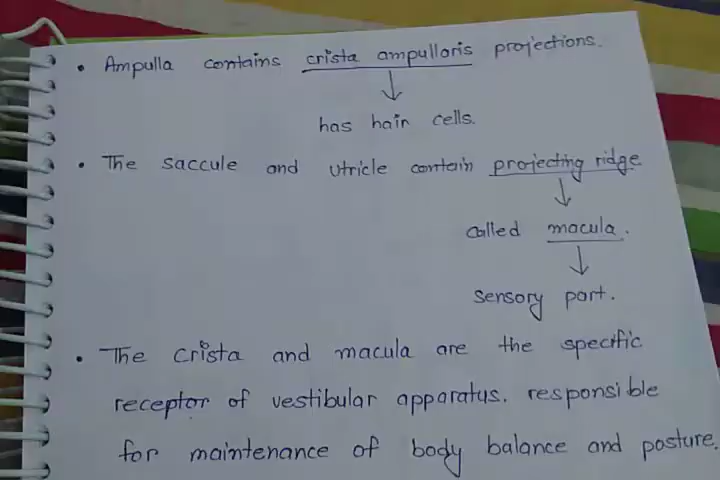 • Ampulla contains crista ampullaris projections.
↓
has hair cells.
• The saccule and utricle contain projecting ridge
↓
called macula.
↓
sensory part.
• The crista and macula are the specific
receptor of vestibular apparatus. responsible
for maintenance of body balance and posture.